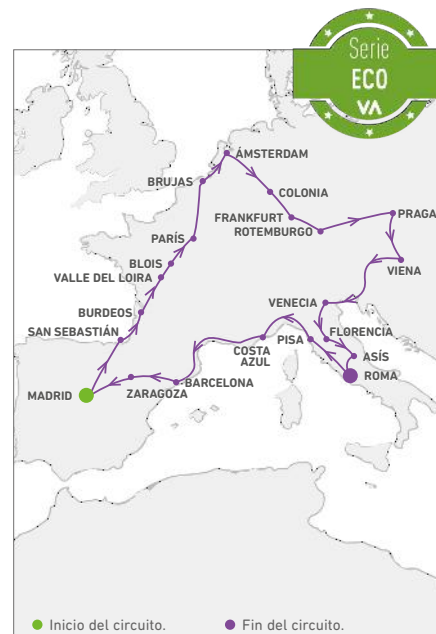 Serie
ECO
VA
ÁMSTERDAM
BRUJAS
COLONIA
FRANKFURT
ROTEMBURGO
PRAGA
PARÍS
BLOIS
VALLE DEL LOIRA
VIENA
BURDEOS
VENECIA
SAN SEBASTIÁN
FLORENCIA
COSTA
AZUL
PISA
ASÍS
ROMA
MADRID
BARCELONA
ZARAGOZA
Inicio del circuito.
Fin del circuito.